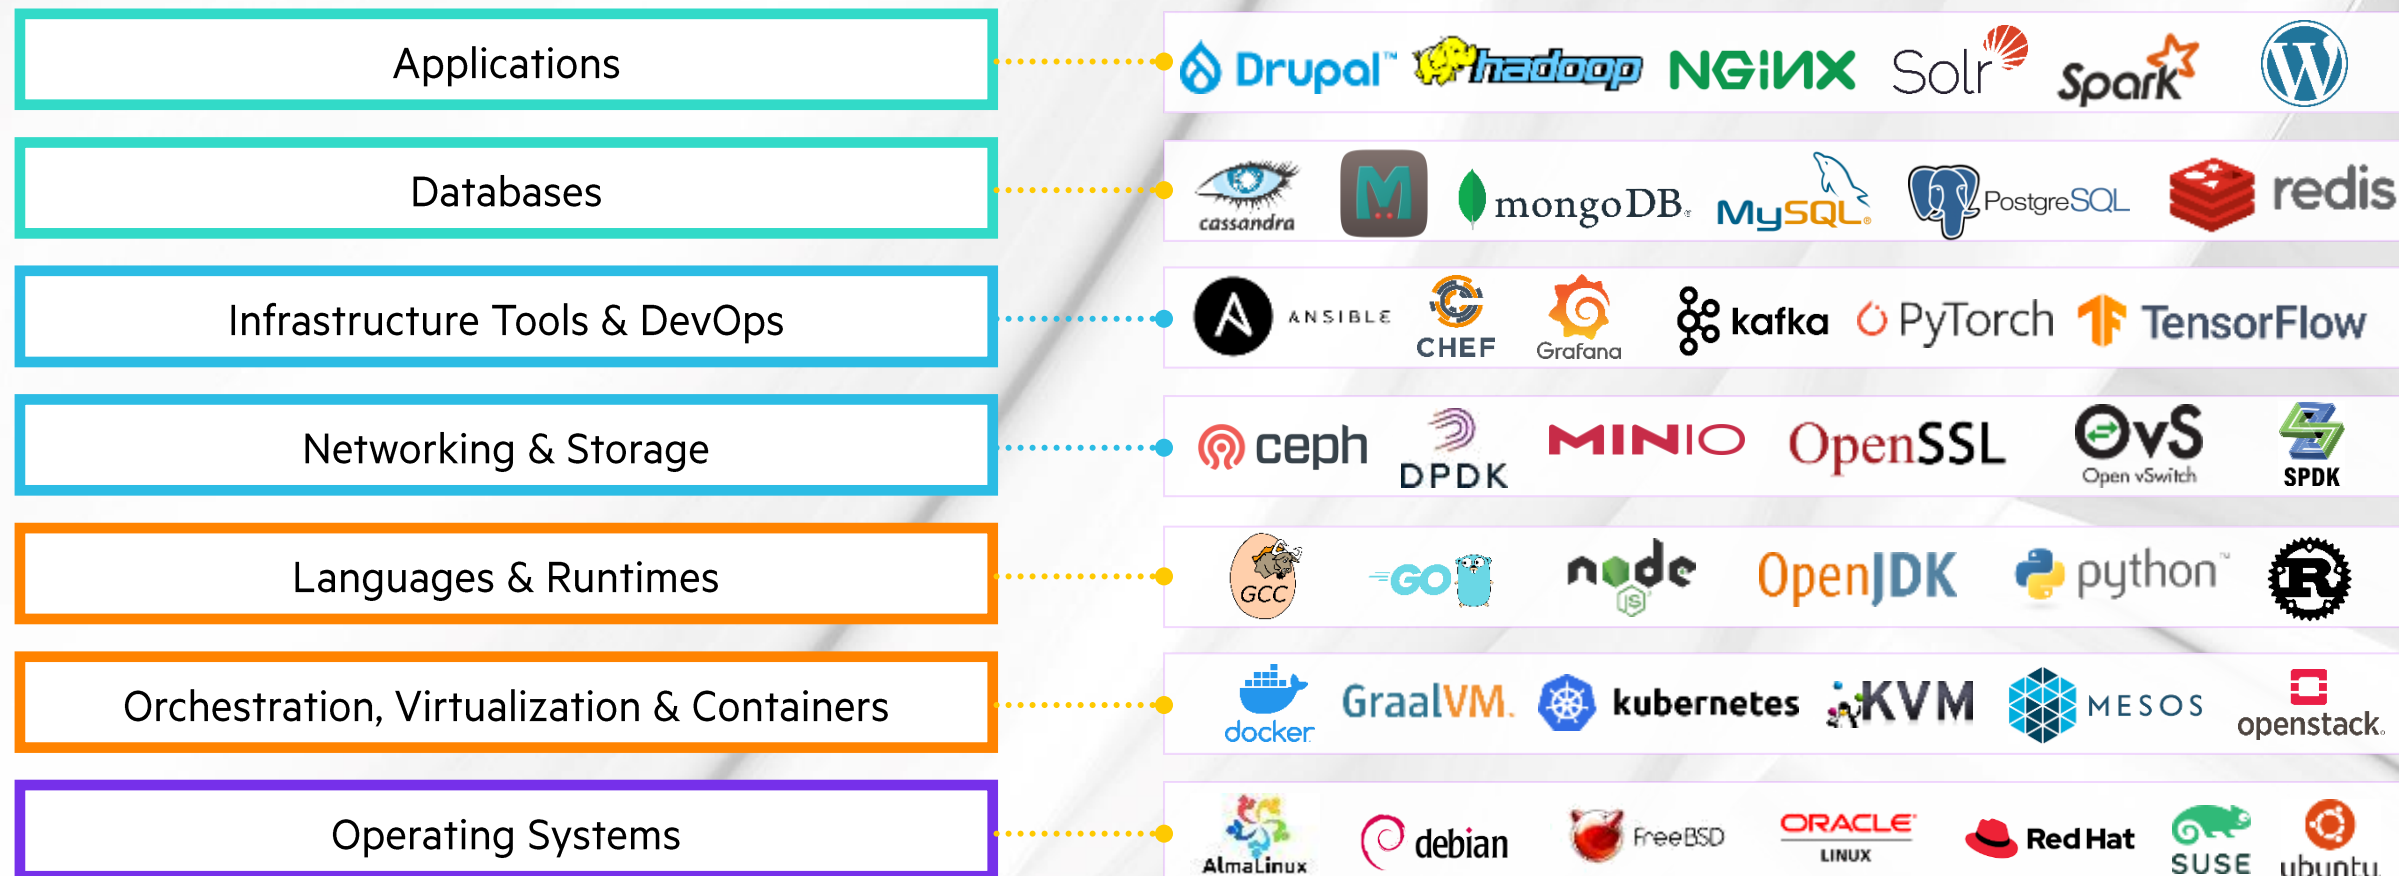 Applications
Drupal™ hadoop NGINX Solr Spark W
Databases
cassandra M mongoDB® MySQL® PostgreSQL redis
Infrastructure Tools & DevOps
A ANSIBLE CHEF Grafana kafka PyTorch TensorFlow
Networking & Storage
ceph DPDK MINIO OpenSSL OvS Open vSwitch SPDK
Languages & Runtimes
GCC GO node JS OpenJDK python™ R
Orchestration, Virtualization & Containers
docker GraalVM. kubernetes KVM MESOS openstack.
Operating Systems
AlmaLinux debian FreeBSD ORACLE® LINUX Red Hat SUSE ubuntu